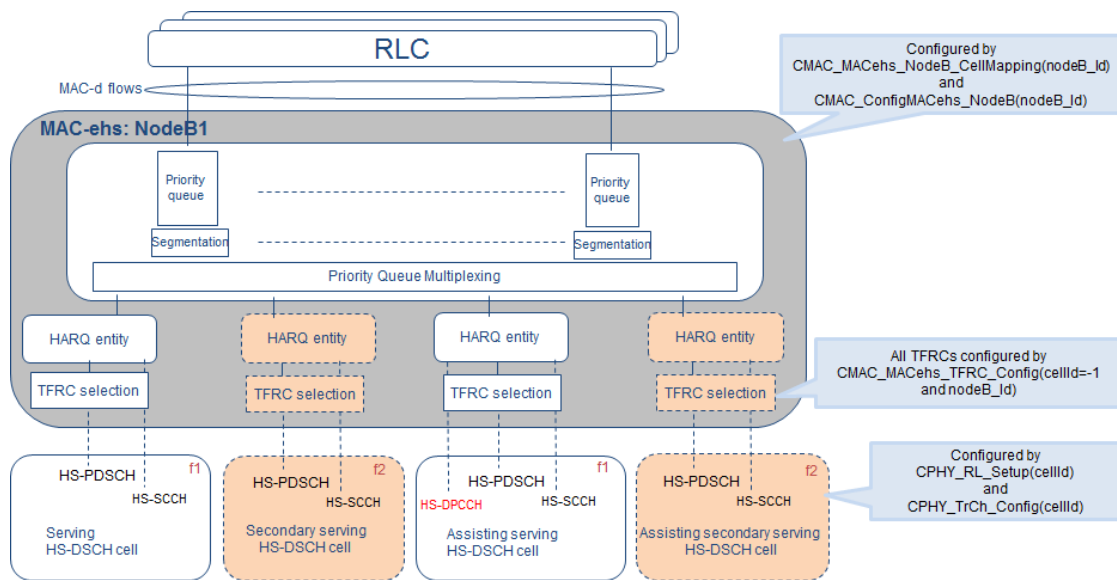 RLC
MAC-d flows
Configured by
CMAC_MACehs_NodeB_CellMapping(nodeB_Id)
and
CMAC_ConfigMACehs_NodeB(nodeB_Id)
MAC-ehs: NodeB1
Priority
queue
Priority
queue
Segmentation
Segmentation
Priority Queue Multiplexing
HARQ entity
HARQ entity
HARQ entity
HARQ entity
TFRC selection
TFRC selection
TFRC selection
TFRC selection
All TFRCs configured by
CMAC_MACehs_TFRC_Config(cellId=-1
and nodeB_Id)
f1
HS-PDSCH
HS-SCCH
Serving
HS-DSCH cell
f2
HS-PDSCH
HS-SCCH
Secondary serving
HS-DSCH cell
f1
HS-PDSCH
HS-DPCCH
HS-SCCH
Assisting serving
HS-DSCH cell
f2
HS-PDSCH
HS-SCCH
Assisting secondary serving
HS-DSCH cell
Configured by
CPHY_RL_Setup(cellId)
and
CPHY_TrCh_Config(cellId)